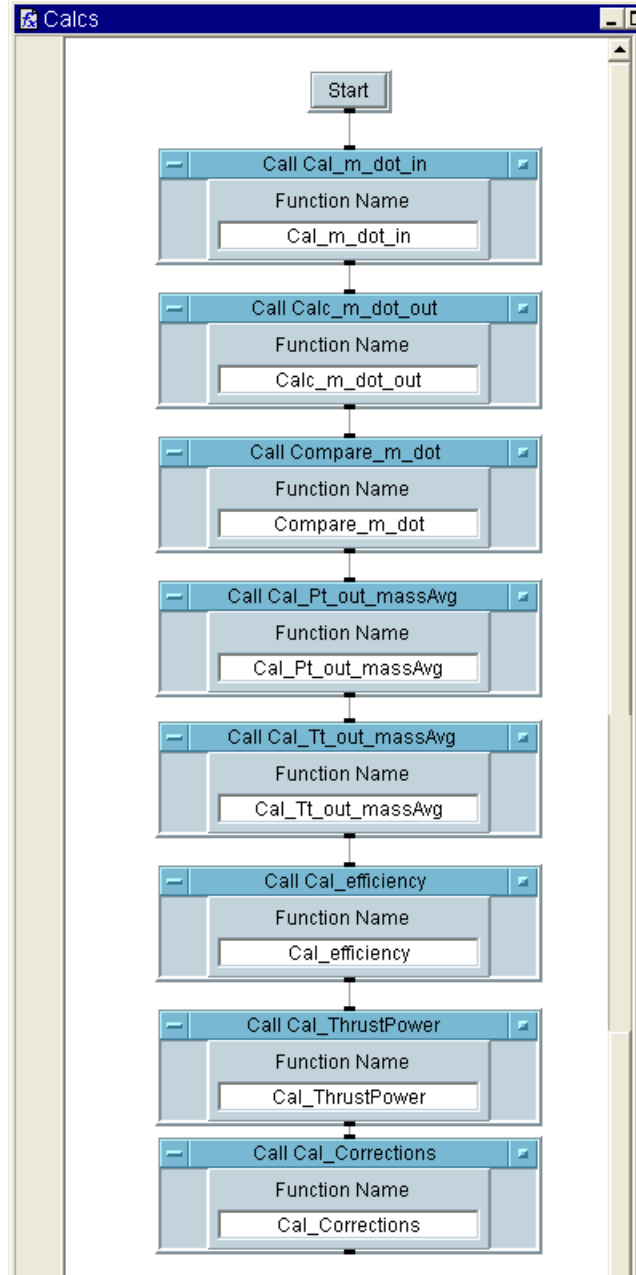 Calcs
Start
Call Cal_m_dot_in
Function Name
Cal_m_dot_in
Call Calc_m_dot_out
Function Name
Calc_m_dot_out
Call Compare_m_dot
Function Name
Compare_m_dot
Call Cal_Pt_out_massAvg
Function Name
Cal_Pt_out_massAvg
Call Cal_Tt_out_massAvg
Function Name
Cal_Tt_out_massAvg
Call Cal_efficiency
Function Name
Cal_efficiency
Call Cal_ThrustPower
Function Name
Cal_ThrustPower
Call Cal_Corrections
Function Name
Cal_Corrections